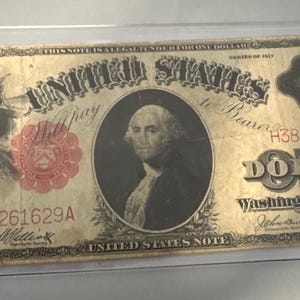 THIS NOTE IS A LEGAL TENDER FOR ONE DOLLAR
SERIES OF 1917
UNITED STATES
Will pay to Bearer
H38
DOL
261629A
Washing
UNITED STATES NOTE